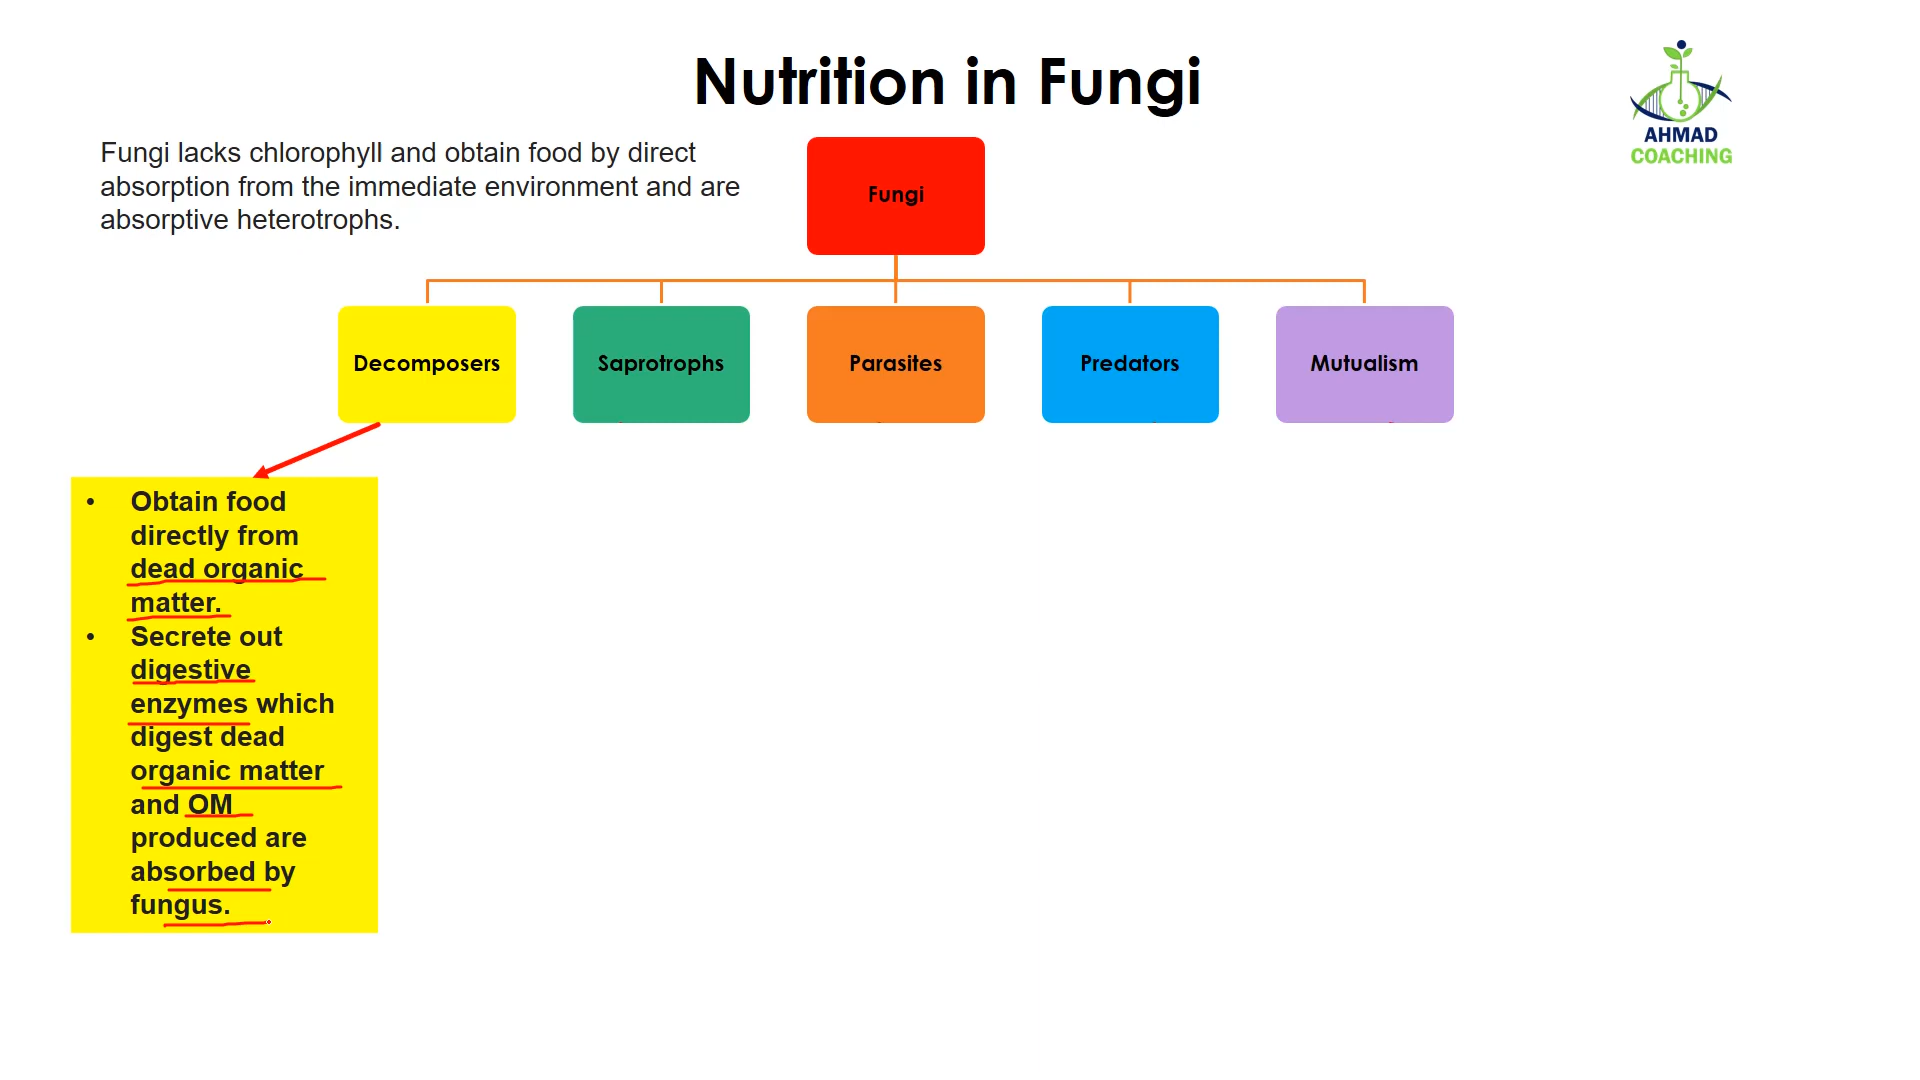 Nutrition in Fungi
AHMAD
COACHING
Fungi lacks chlorophyll and obtain food by direct
absorption from the immediate environment and are
absorptive heterotrophs.
Fungi
Decomposers
Saprotrophs
Parasites
Predators
Mutualism
• Obtain food
directly from
dead organic
matter.
• Secrete out
digestive
enzymes which
digest dead
organic matter
and OM
produced are
absorbed by
fungus.